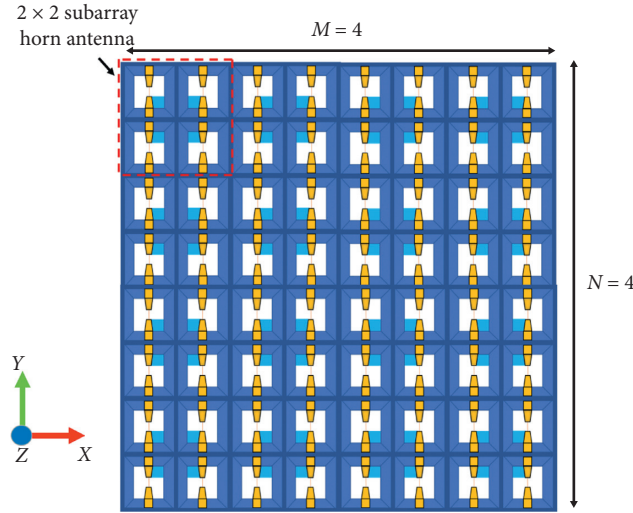 2 × 2 subarray
horn antenna
M = 4
N = 4
Y
Z
X